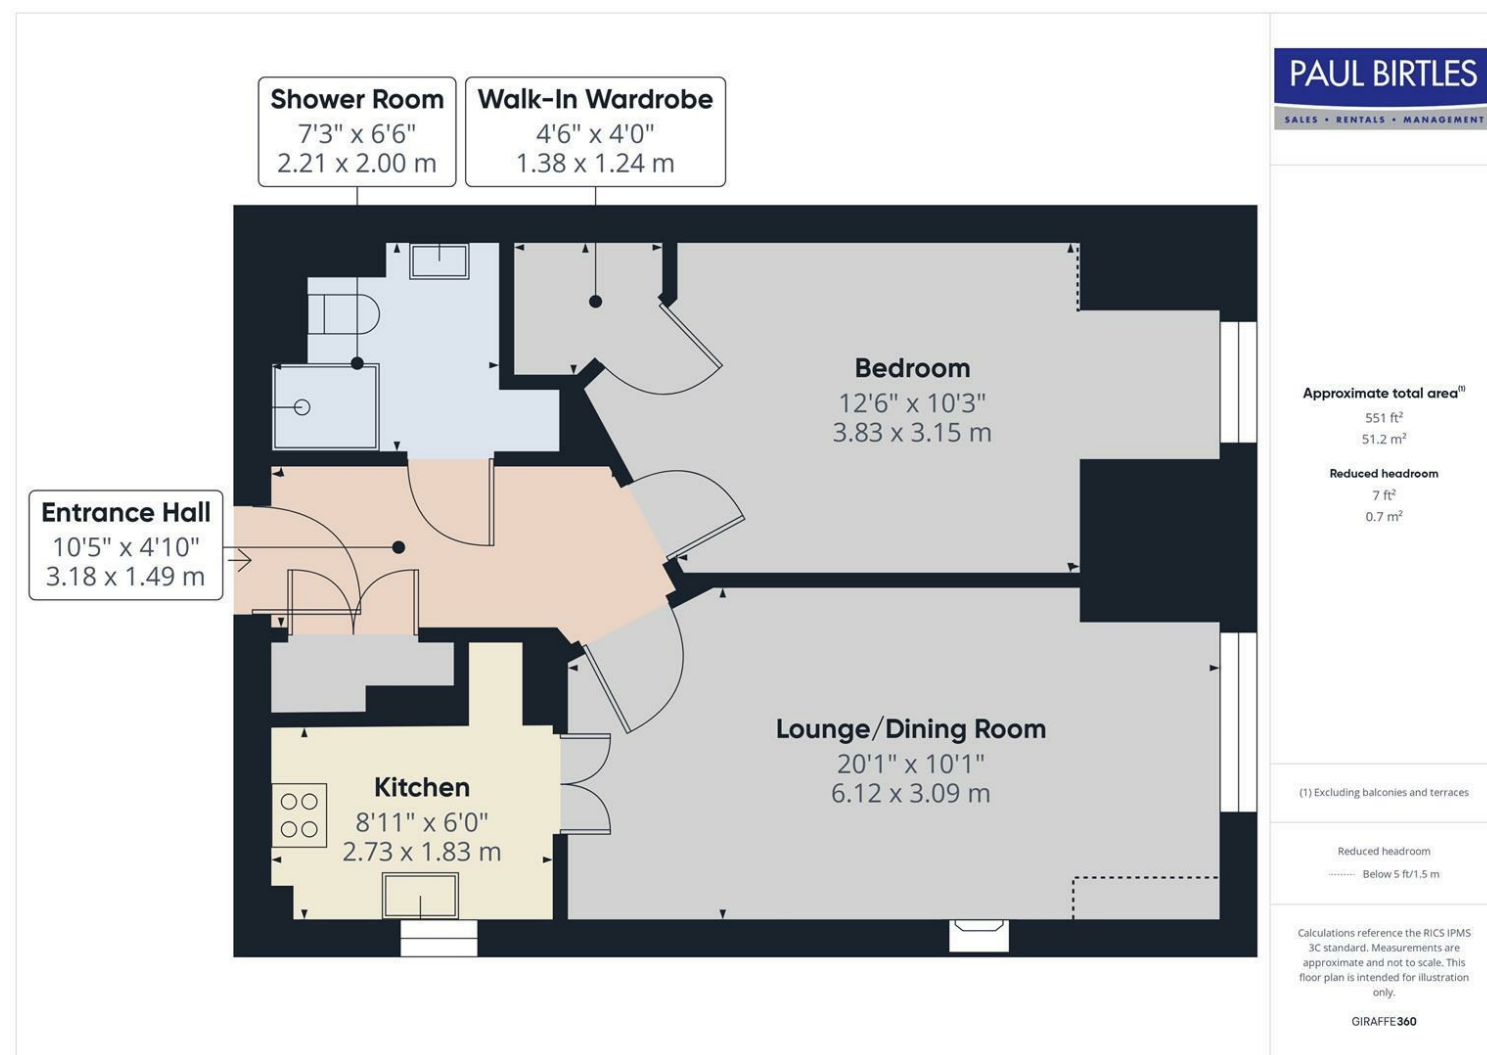 Shower Room
7'3" x 6'6"
2.21 x 2.00 m
Walk-In Wardrobe
4'6" x 4'0"
1.38 x 1.24 m
Bedroom
12'6" x 10'3"
3.83 x 3.15 m
Entrance Hall
10'5" x 4'10"
3.18 x 1.49 m
Lounge/Dining Room
20'1" x 10'1"
6.12 x 3.09 m
Kitchen
8'11" x 6'0"
2.73 x 1.83 m
PAUL BIRTLES
SALES • RENTALS • MANAGEMENT
Approximate total area⁽¹⁾
551 ft²
51.2 m²
Reduced headroom
7 ft²
0.7 m²
(1) Excluding balconies and terraces
Reduced headroom
Below 5 ft/1.5 m
Calculations reference the RICS IPMS
3C standard. Measurements are
approximate and not to scale. This
floor plan is intended for illustration
only.
GIRAFFE360